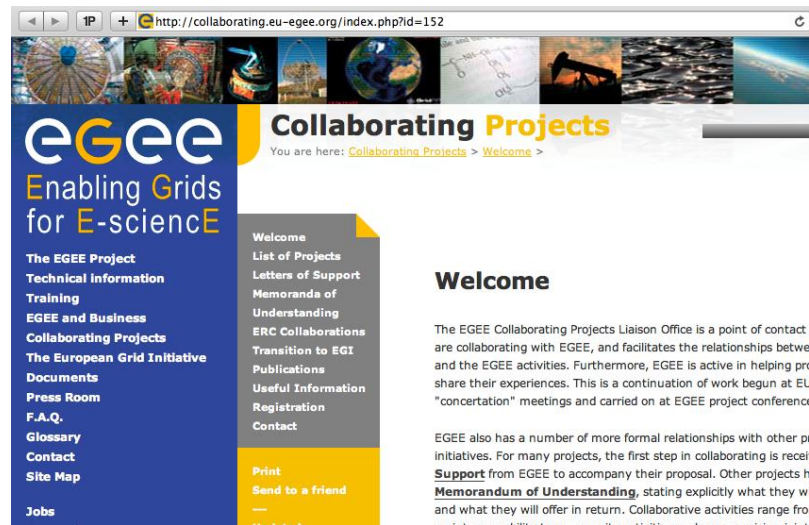 1P
+
http://collaborating.eu-egee.org/index.php?id=152
egee
Enabling Grids
for E-sciencE
Collaborating Projects
You are here: Collaborating Projects > Welcome >
The EGEE Project
Technical information
Training
EGEE and Business
Collaborating Projects
The European Grid Initiative
Documents
Press Room
F.A.Q.
Glossary
Contact
Site Map
Jobs
Welcome
List of Projects
Letters of Support
Memoranda of
Understanding
ERC Collaborations
Transition to EGI
Publications
Useful Information
Registration
Contact
Print
Send to a friend
—
Welcome
The EGEE Collaborating Projects Liaison Office is a point of contact
are collaborating with EGEE, and facilitates the relationships betwe
and the EGEE activities. Furthermore, EGEE is active in helping pro
share their experiences. This is a continuation of work begun at EU
"concertation" meetings and carried on at EGEE project conference
EGEE also has a number of more formal relationships with other pr
initiatives. For many projects, the first step in collaborating is recei
Support from EGEE to accompany their proposal. Other projects h
Memorandum of Understanding, stating explicitly what they w
and what they will offer in return. Collaborative activities range fro